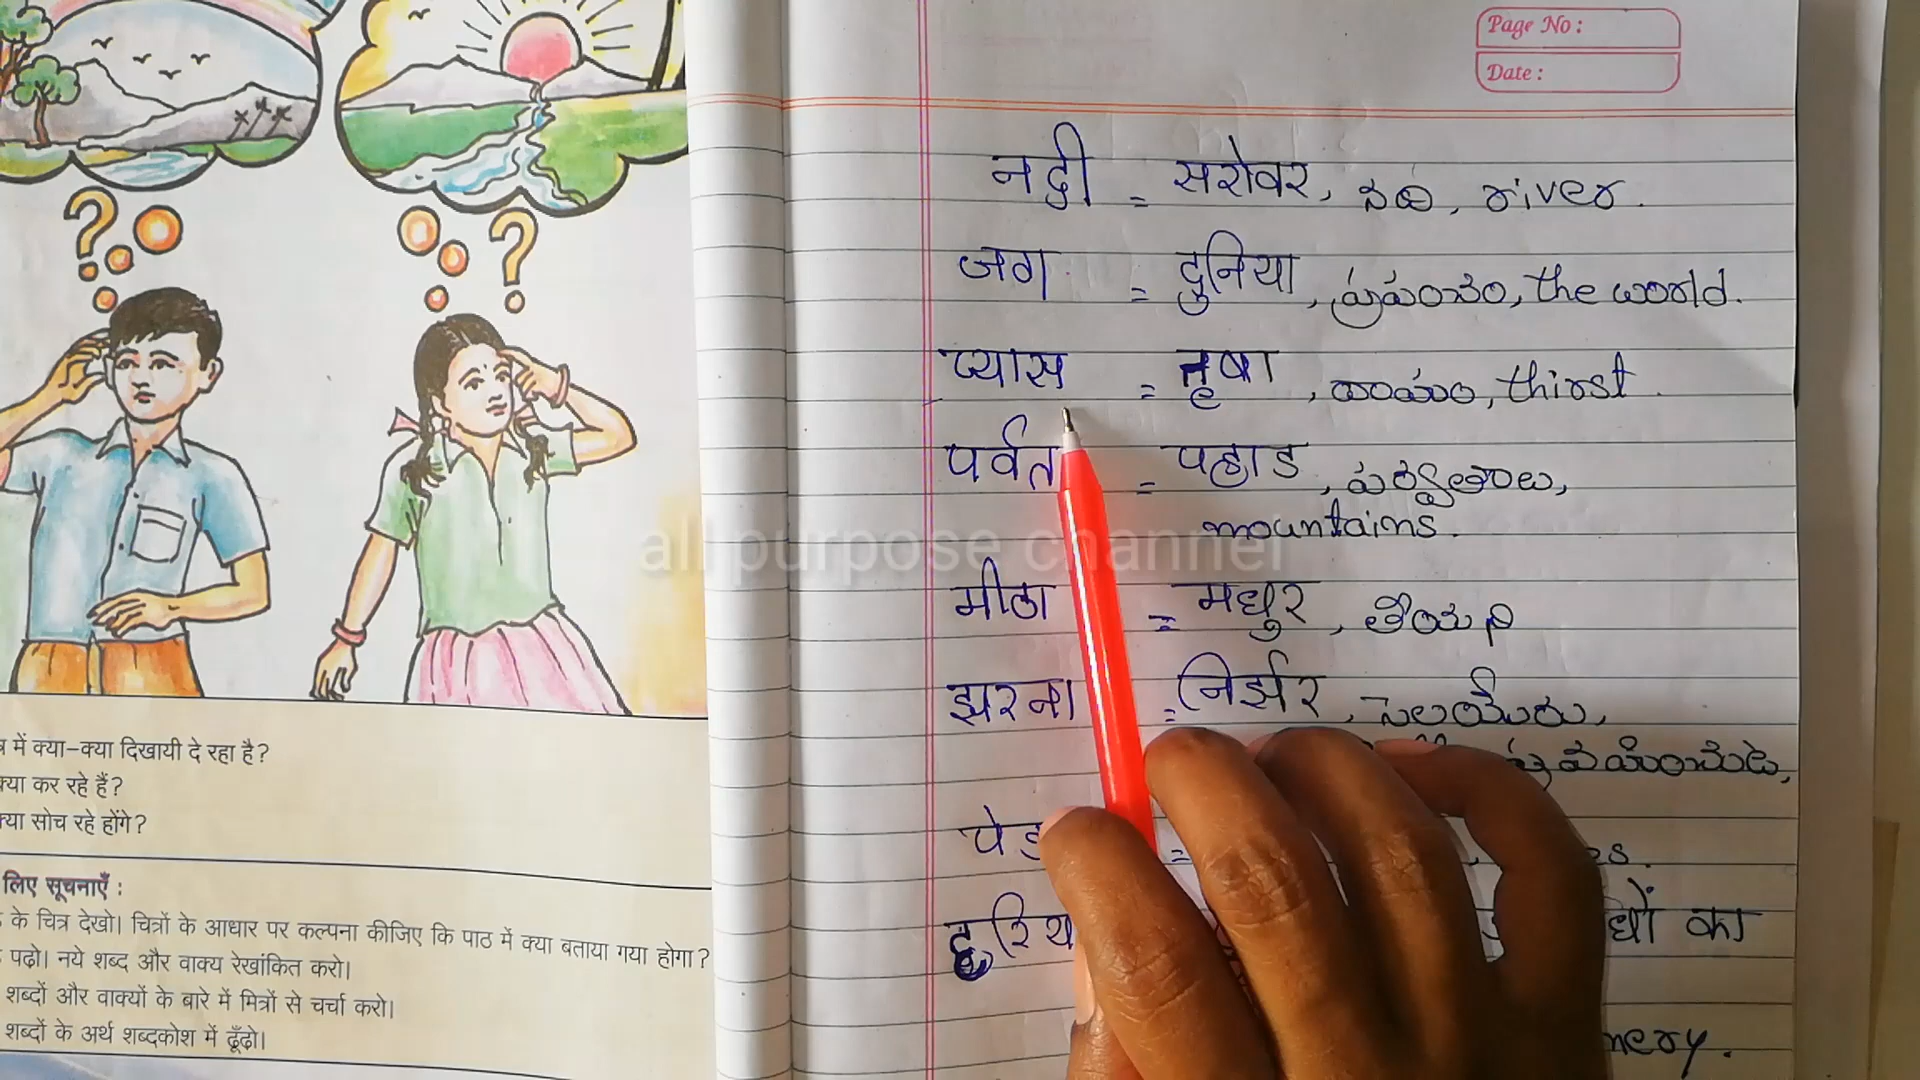 में क्या-क्या दिखायी दे रहा है?
क्या कर रहे हैं?
क्या सोच रहे होंगे?
लिए सूचनाएँ :
के चित्र देखो। चित्रों के आधार पर कल्पना कीजिए कि पाठ में क्या बताया गया होगा?
पढ़ो। नये शब्द और वाक्य रेखांकित करो।
शब्दों और वाक्यों के बारे में मित्रों से चर्चा करो।
शब्दों के अर्थ शब्दकोश में ढूँढ़ो।
Page No :
Date :
नदी = सरोवर, నది, river.
जग = दुनिया, ప్రపంచం, the world.
प्यास = तृषा, దాహం, thirst.
पर्वत = पहाड, పర్వతాలు,
mountains.
मीठा = मधुर, తీయని
झरना = निर्झर, సెలయేరు,
ప్రవహించుటే,
पेड =
का
all purpose channel